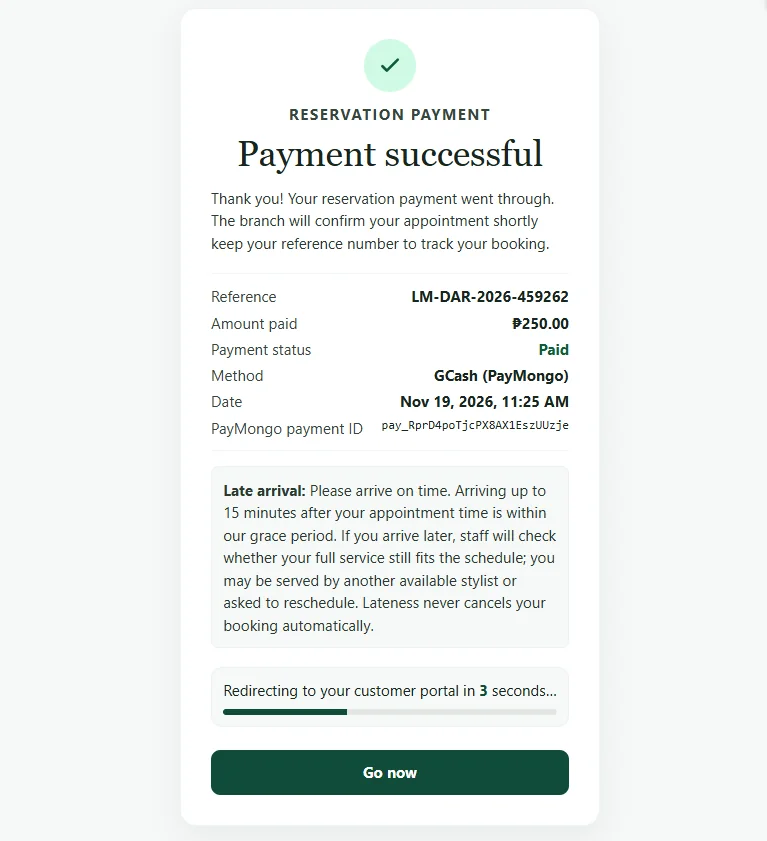 RESERVATION PAYMENT
Payment successful
Thank you! Your reservation payment went through.
The branch will confirm your appointment shortly
keep your reference number to track your booking.
Reference LM-DAR-2026-459262
Amount paid ₱250.00
Payment status Paid
Method GCash (PayMongo)
Date Nov 19, 2026, 11:25 AM
PayMongo payment ID pay_RprD4poTjcPX8AX1EszUUzje
Late arrival: Please arrive on time. Arriving up to
15 minutes after your appointment time is within
our grace period. If you arrive later, staff will check
whether your full service still fits the schedule; you
may be served by another available stylist or
asked to reschedule. Lateness never cancels your
booking automatically.
Redirecting to your customer portal in 3 seconds...
Go now